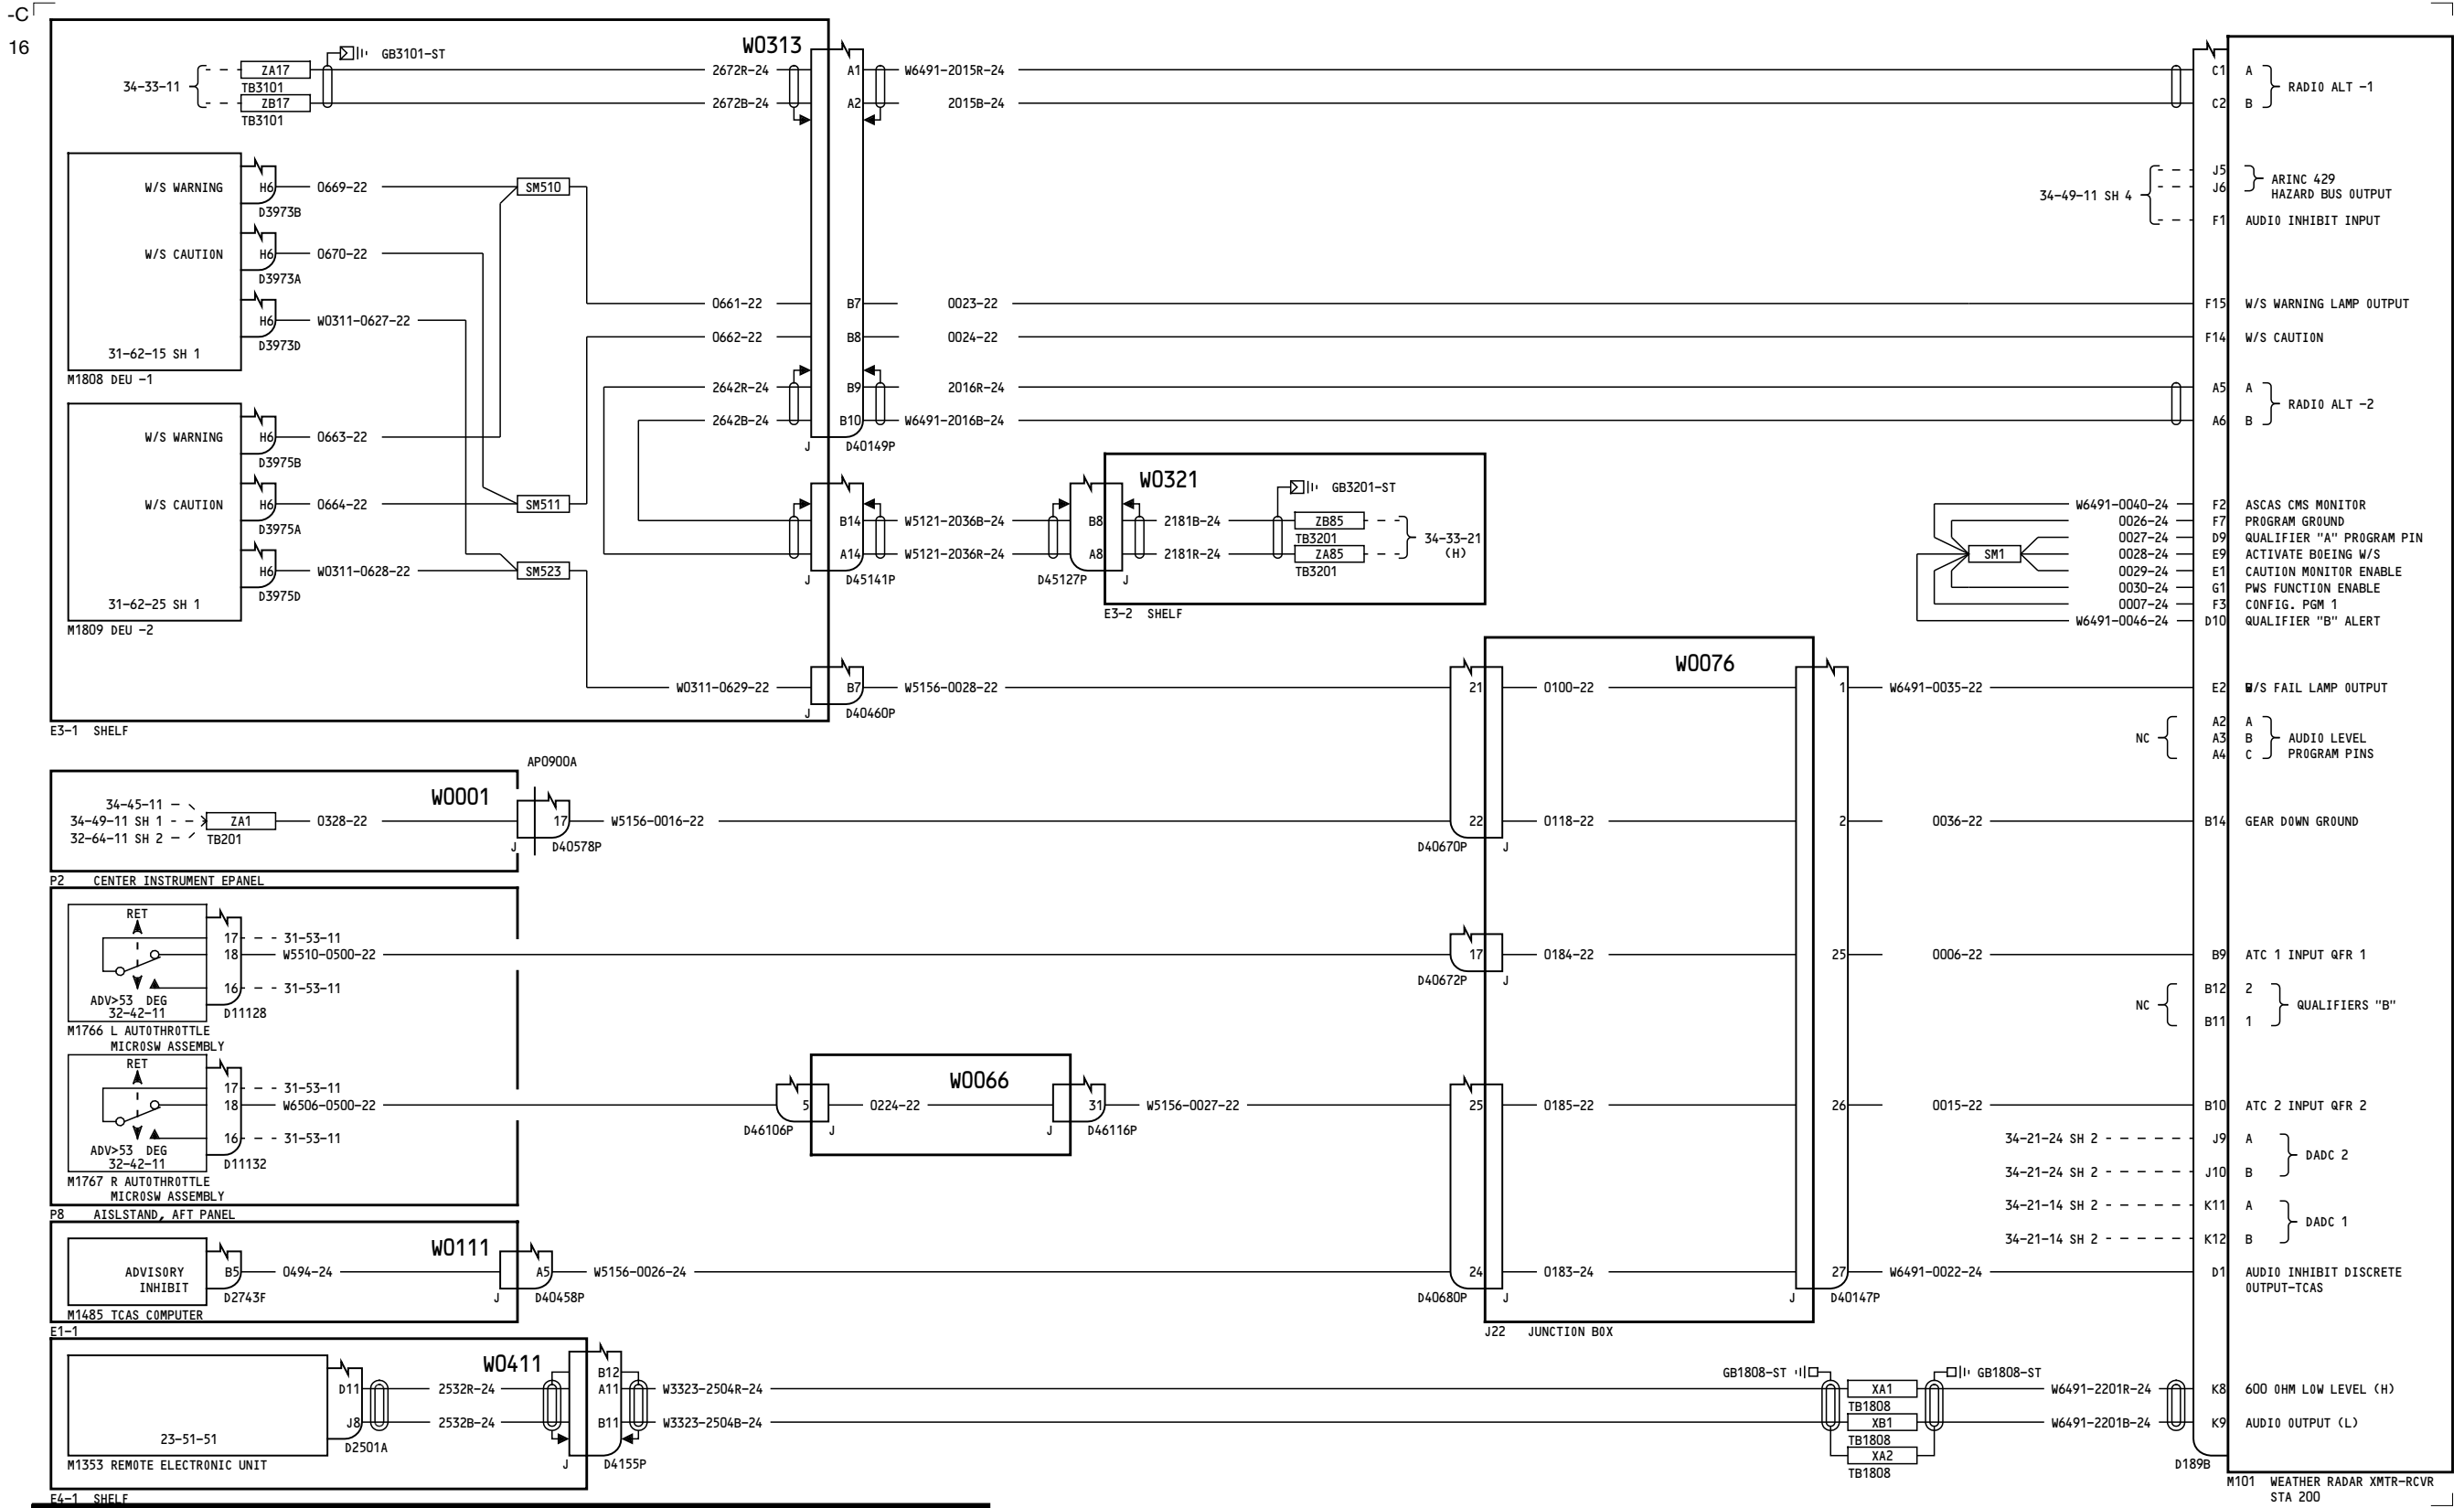 -C
16
W0313
GB3101-ST
34-33-11
ZA17
TB3101
ZB17
TB3101
2672R-24
A1
W6491-2015R-24
2672B-24
A2
2015B-24
C1 A
C2 B
RADIO ALT -1
W/S WARNING
H6
0669-22
SM510
D3973B
W/S CAUTION
H6
0670-22
D3973A
H6
W0311-0627-22
D3973D
31-62-15 SH 1
M1808 DEU -1
34-49-11 SH 4
J5
J6
ARINC 429
HAZARD BUS OUTPUT
F1 AUDIO INHIBIT INPUT
0661-22
B7
0023-22
F15 W/S WARNING LAMP OUTPUT
0662-22
B8
0024-22
F14 W/S CAUTION
2642R-24
B9
2016R-24
A5 A
2642B-24
B10
W6491-2016B-24
A6 B
RADIO ALT -2
J
D40149P
W/S WARNING
H6
0663-22
D3975B
W/S CAUTION
H6
0664-22
SM511
D3975A
H6
W0311-0628-22
SM523
D3975D
31-62-25 SH 1
M1809 DEU -2
B14
W5121-2036B-24
A14
W5121-2036R-24
J
D45141P
W0321
GB3201-ST
B8
2181B-24
ZB85
TB3201
A8
2181R-24
ZA85
TB3201
34-33-21
(H)
D45127P
J
E3-2 SHELF
SM1
W6491-0040-24 F2 ASCAS CMS MONITOR
0026-24 F7 PROGRAM GROUND
0027-24 D9 QUALIFIER "A" PROGRAM PIN
0028-24 E9 ACTIVATE BOEING W/S
0029-24 E1 CAUTION MONITOR ENABLE
0030-24 G1 PWS FUNCTION ENABLE
0007-24 F3 CONFIG. PGM 1
W6491-0046-24 D10 QUALIFIER "B" ALERT
W0311-0629-22
B7
W5156-0028-22
J
D40460P
E3-1 SHELF
W0076
21
0100-22
1
W6491-0035-22
E2 /S FAIL LAMP OUTPUT
NC
A2 A
A3 B
A4 C
AUDIO LEVEL
PROGRAM PINS
AP0900A
W0001
34-45-11
34-49-11 SH 1
32-64-11 SH 2
ZA1
TB201
0328-22
17
W5156-0016-22
J
D40578P
P2 CENTER INSTRUMENT EPANEL
22
0118-22
2
0036-22
B14 GEAR DOWN GROUND
D40670P
J
RET
17
31-53-11
18
W5510-0500-22
16
31-53-11
ADV>53 DEG
32-42-11
D11128
M1766 L AUTOTHROTTLE
MICROSW ASSEMBLY
17
0184-22
25
0006-22
B9 ATC 1 INPUT QFR 1
D40672P
J
NC
B12 2
B11 1
QUALIFIERS "B"
RET
17
31-53-11
18
W6506-0500-22
16
31-53-11
ADV>53 DEG
32-42-11
D11132
M1767 R AUTOTHROTTLE
MICROSW ASSEMBLY
P8 AISLSTAND, AFT PANEL
W0066
5
0224-22
31
W5156-0027-22
D46106P
J
J
D46116P
25
0185-22
26
0015-22
B10 ATC 2 INPUT QFR 2
34-21-24 SH 2
J9 A
34-21-24 SH 2
J10 B
DADC 2
34-21-14 SH 2
K11 A
34-21-14 SH 2
K12 B
DADC 1
W0111
ADVISORY
INHIBIT
B5
0494-24
A5
W5156-0026-24
D2743F
J
D40458P
M1485 TCAS COMPUTER
E1-1
24
0183-24
27
W6491-0022-24
D1 AUDIO INHIBIT DISCRETE
OUTPUT-TCAS
D40680P
J
J
D40147P
J22 JUNCTION BOX
W0411
D11
2532R-24
B12
A11
W3323-2504R-24
J8
2532B-24
B11
W3323-2504B-24
23-51-51
D2501A
J
D4155P
M1353 REMOTE ELECTRONIC UNIT
E4-1 SHELF
GB1808-ST
GB1808-ST
XA1
TB1808
XB1
TB1808
XA2
TB1808
W6491-2201R-24
K8 600 OHM LOW LEVEL (H)
W6491-2201B-24
K9 AUDIO OUTPUT (L)
D189B
M101 WEATHER RADAR XMTR-RCVR
STA 200